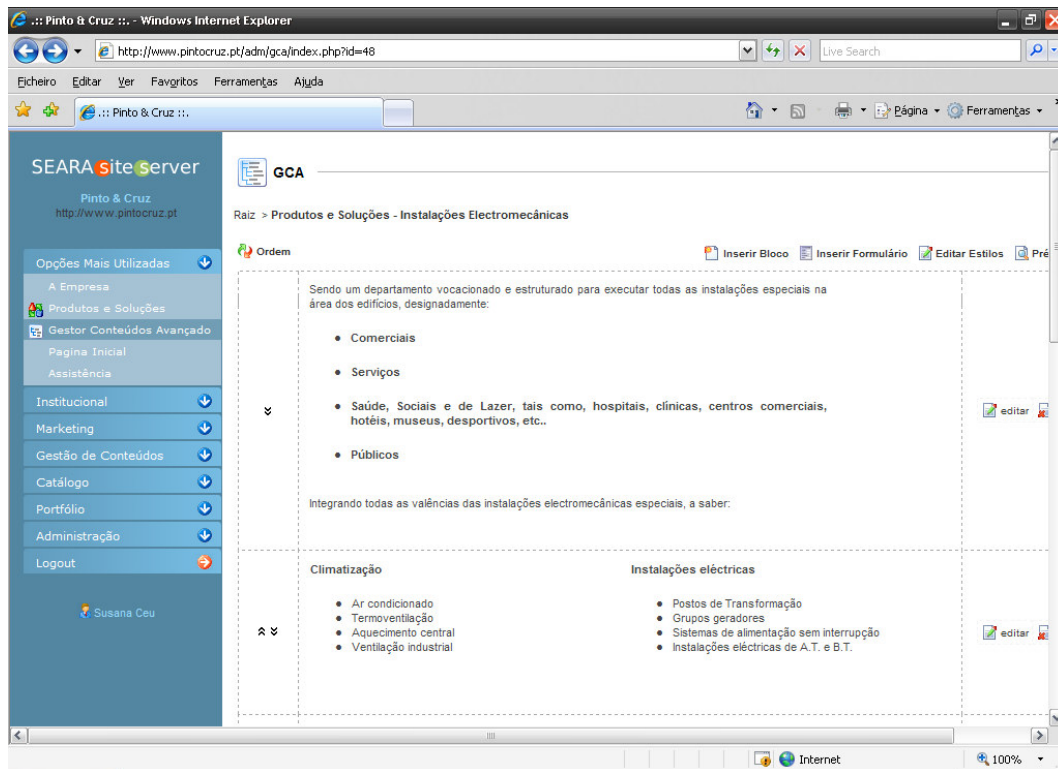 .:: Pinto & Cruz ::. - Windows Internet Explorer
http://www.pintocruz.pt/adm/gca/index.php?id=48
Live Search
Ficheiro Editar Ver Favoritos Ferramentas Ajuda
.:: Pinto & Cruz ::.
Página
Ferramentas
SEARA site server
Pinto & Cruz
http://www.pintocruz.pt
Opções Mais Utilizadas
A Empresa
Produtos e Soluções
Gestor Conteúdos Avançado
Pagina Inicial
Assistência
Institucional
Marketing
Gestão de Conteúdos
Catálogo
Portfólio
Administração
Logout
Susana Ceu
GCA
Raiz > Produtos e Soluções - Instalações Electromecânicas
Ordem
Inserir Bloco Inserir Formulário Editar Estilos Pré
Sendo um departamento vocacionado e estruturado para executar todas as instalações especiais na
área dos edifícios, designadamente:
• Comerciais
• Serviços
• Saúde, Sociais e de Lazer, tais como, hospitais, clínicas, centros comerciais,
hotéis, museus, desportivos, etc..
• Públicos
Integrando todas as valências das instalações electromecânicas especiais, a saber:
editar
Climatização
• Ar condicionado
• Termoventilação
• Aquecimento central
• Ventilação industrial
Instalações eléctricas
• Postos de Transformação
• Grupos geradores
• Sistemas de alimentação sem interrupção
• Instalações eléctricas de A.T. e B.T.
editar
Internet
100%